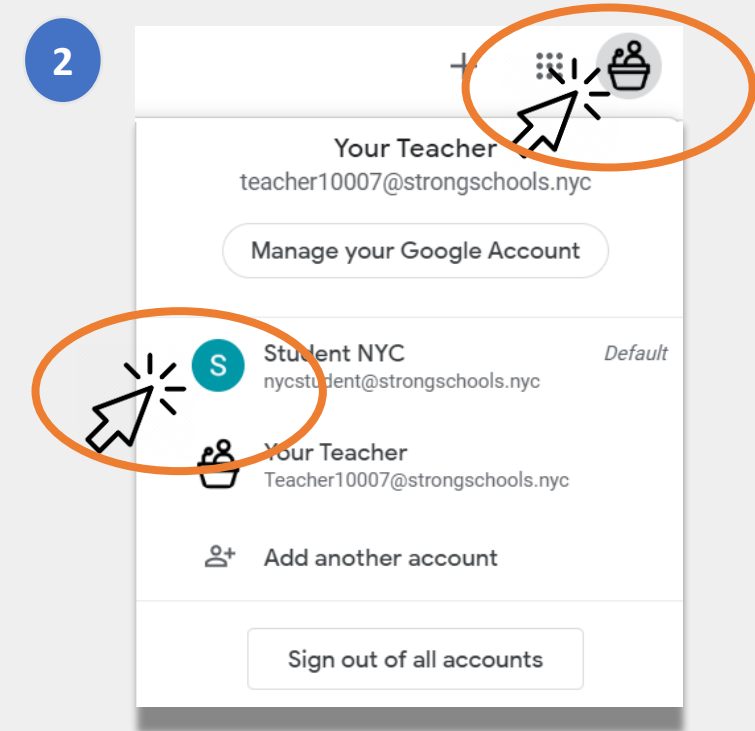 2
Your Teacher
teacher10007@strongschools.nyc
Manage your Google Account
S
Student NYC
Default
nycstudent@strongschools.nyc
Your Teacher
Teacher10007@strongschools.nyc
Add another account
Sign out of all accounts